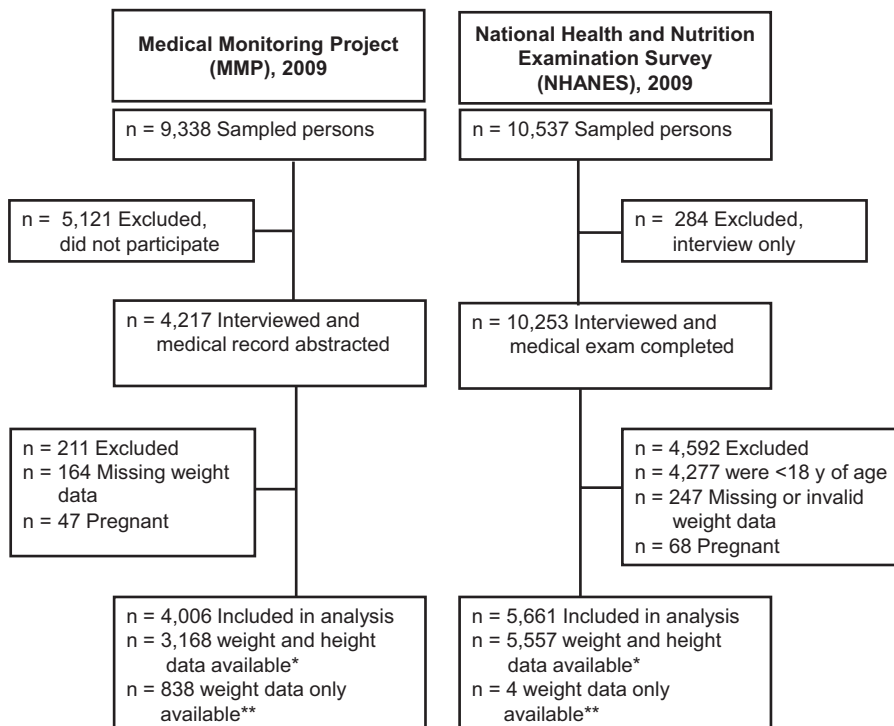 Medical Monitoring Project
(MMP), 2009
n = 9,338 Sampled persons
n =  5,121 Excluded,
did not participate
n = 4,217 Interviewed and
medical record abstracted
n = 211 Excluded
n = 164 Missing weight
data
n = 47 Pregnant
n = 4,006 Included in analysis
n = 3,168 weight and height
data available*
n = 838 weight data only
available**
National Health and Nutrition
Examination Survey
(NHANES), 2009
n = 10,537 Sampled persons
n = 284 Excluded,
interview only
n = 10,253 Interviewed and
medical exam completed
n = 4,592 Excluded
n = 4,277 were <18 y of age
n = 247 Missing or invalid
weight data
n = 68 Pregnant
n = 5,661 Included in analysis
n = 5,557 weight and height
data available*
n = 4 weight data only
available**